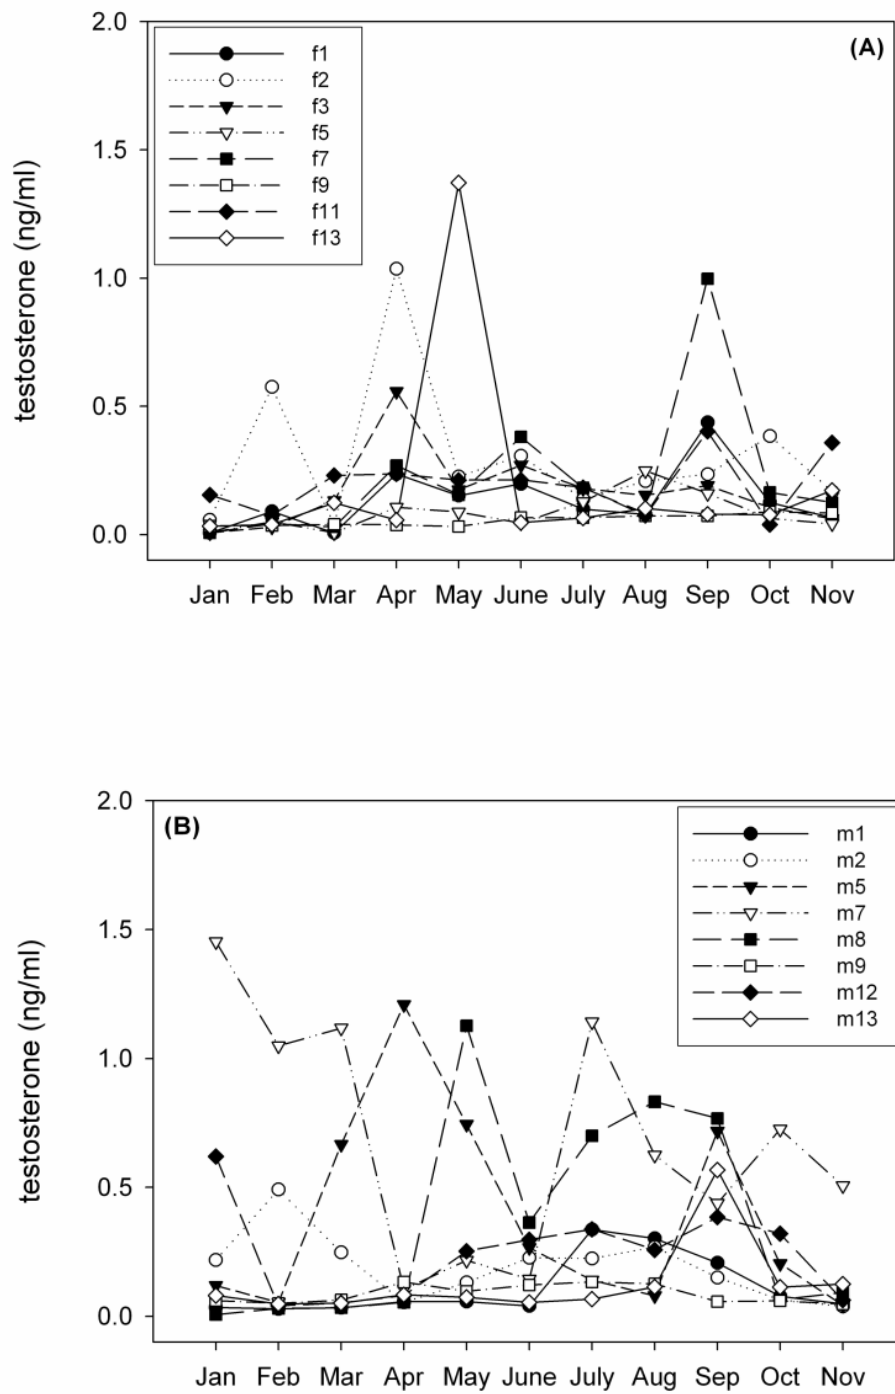 2.0
(A)
f1
f2
f3
1.5
f5
f7
f9
f11
f13
testosterone (ng/ml)
1.0
0.5
0.0
Jan Feb Mar Apr May June July Aug Sep Oct Nov
2.0
(B)
m1
m2
m5
1.5
m7
m8
m9
m12
m13
testosterone (ng/ml)
1.0
0.5
0.0
Jan Feb Mar Apr May June July Aug Sep Oct Nov